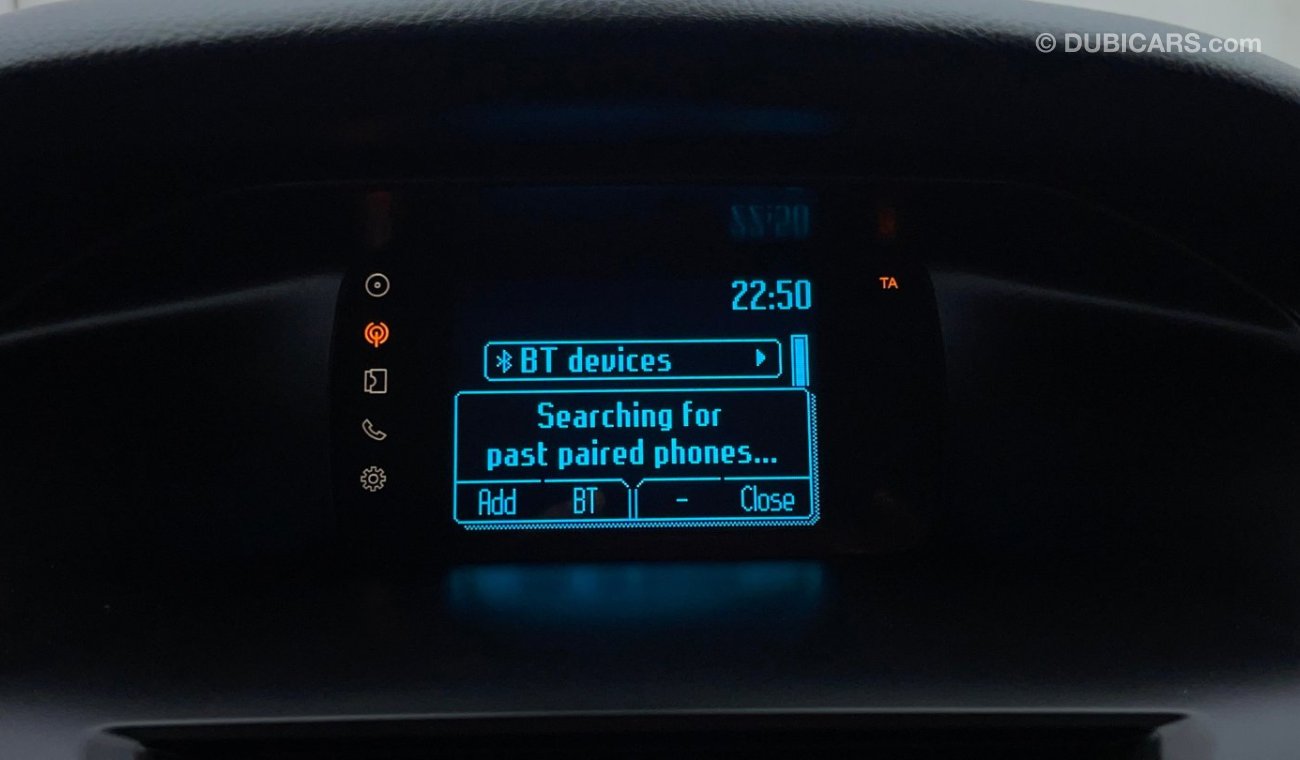 © DUBICARS.com
22:50
TA
BT devices
Searching for
past paired phones...
Add BT - Close